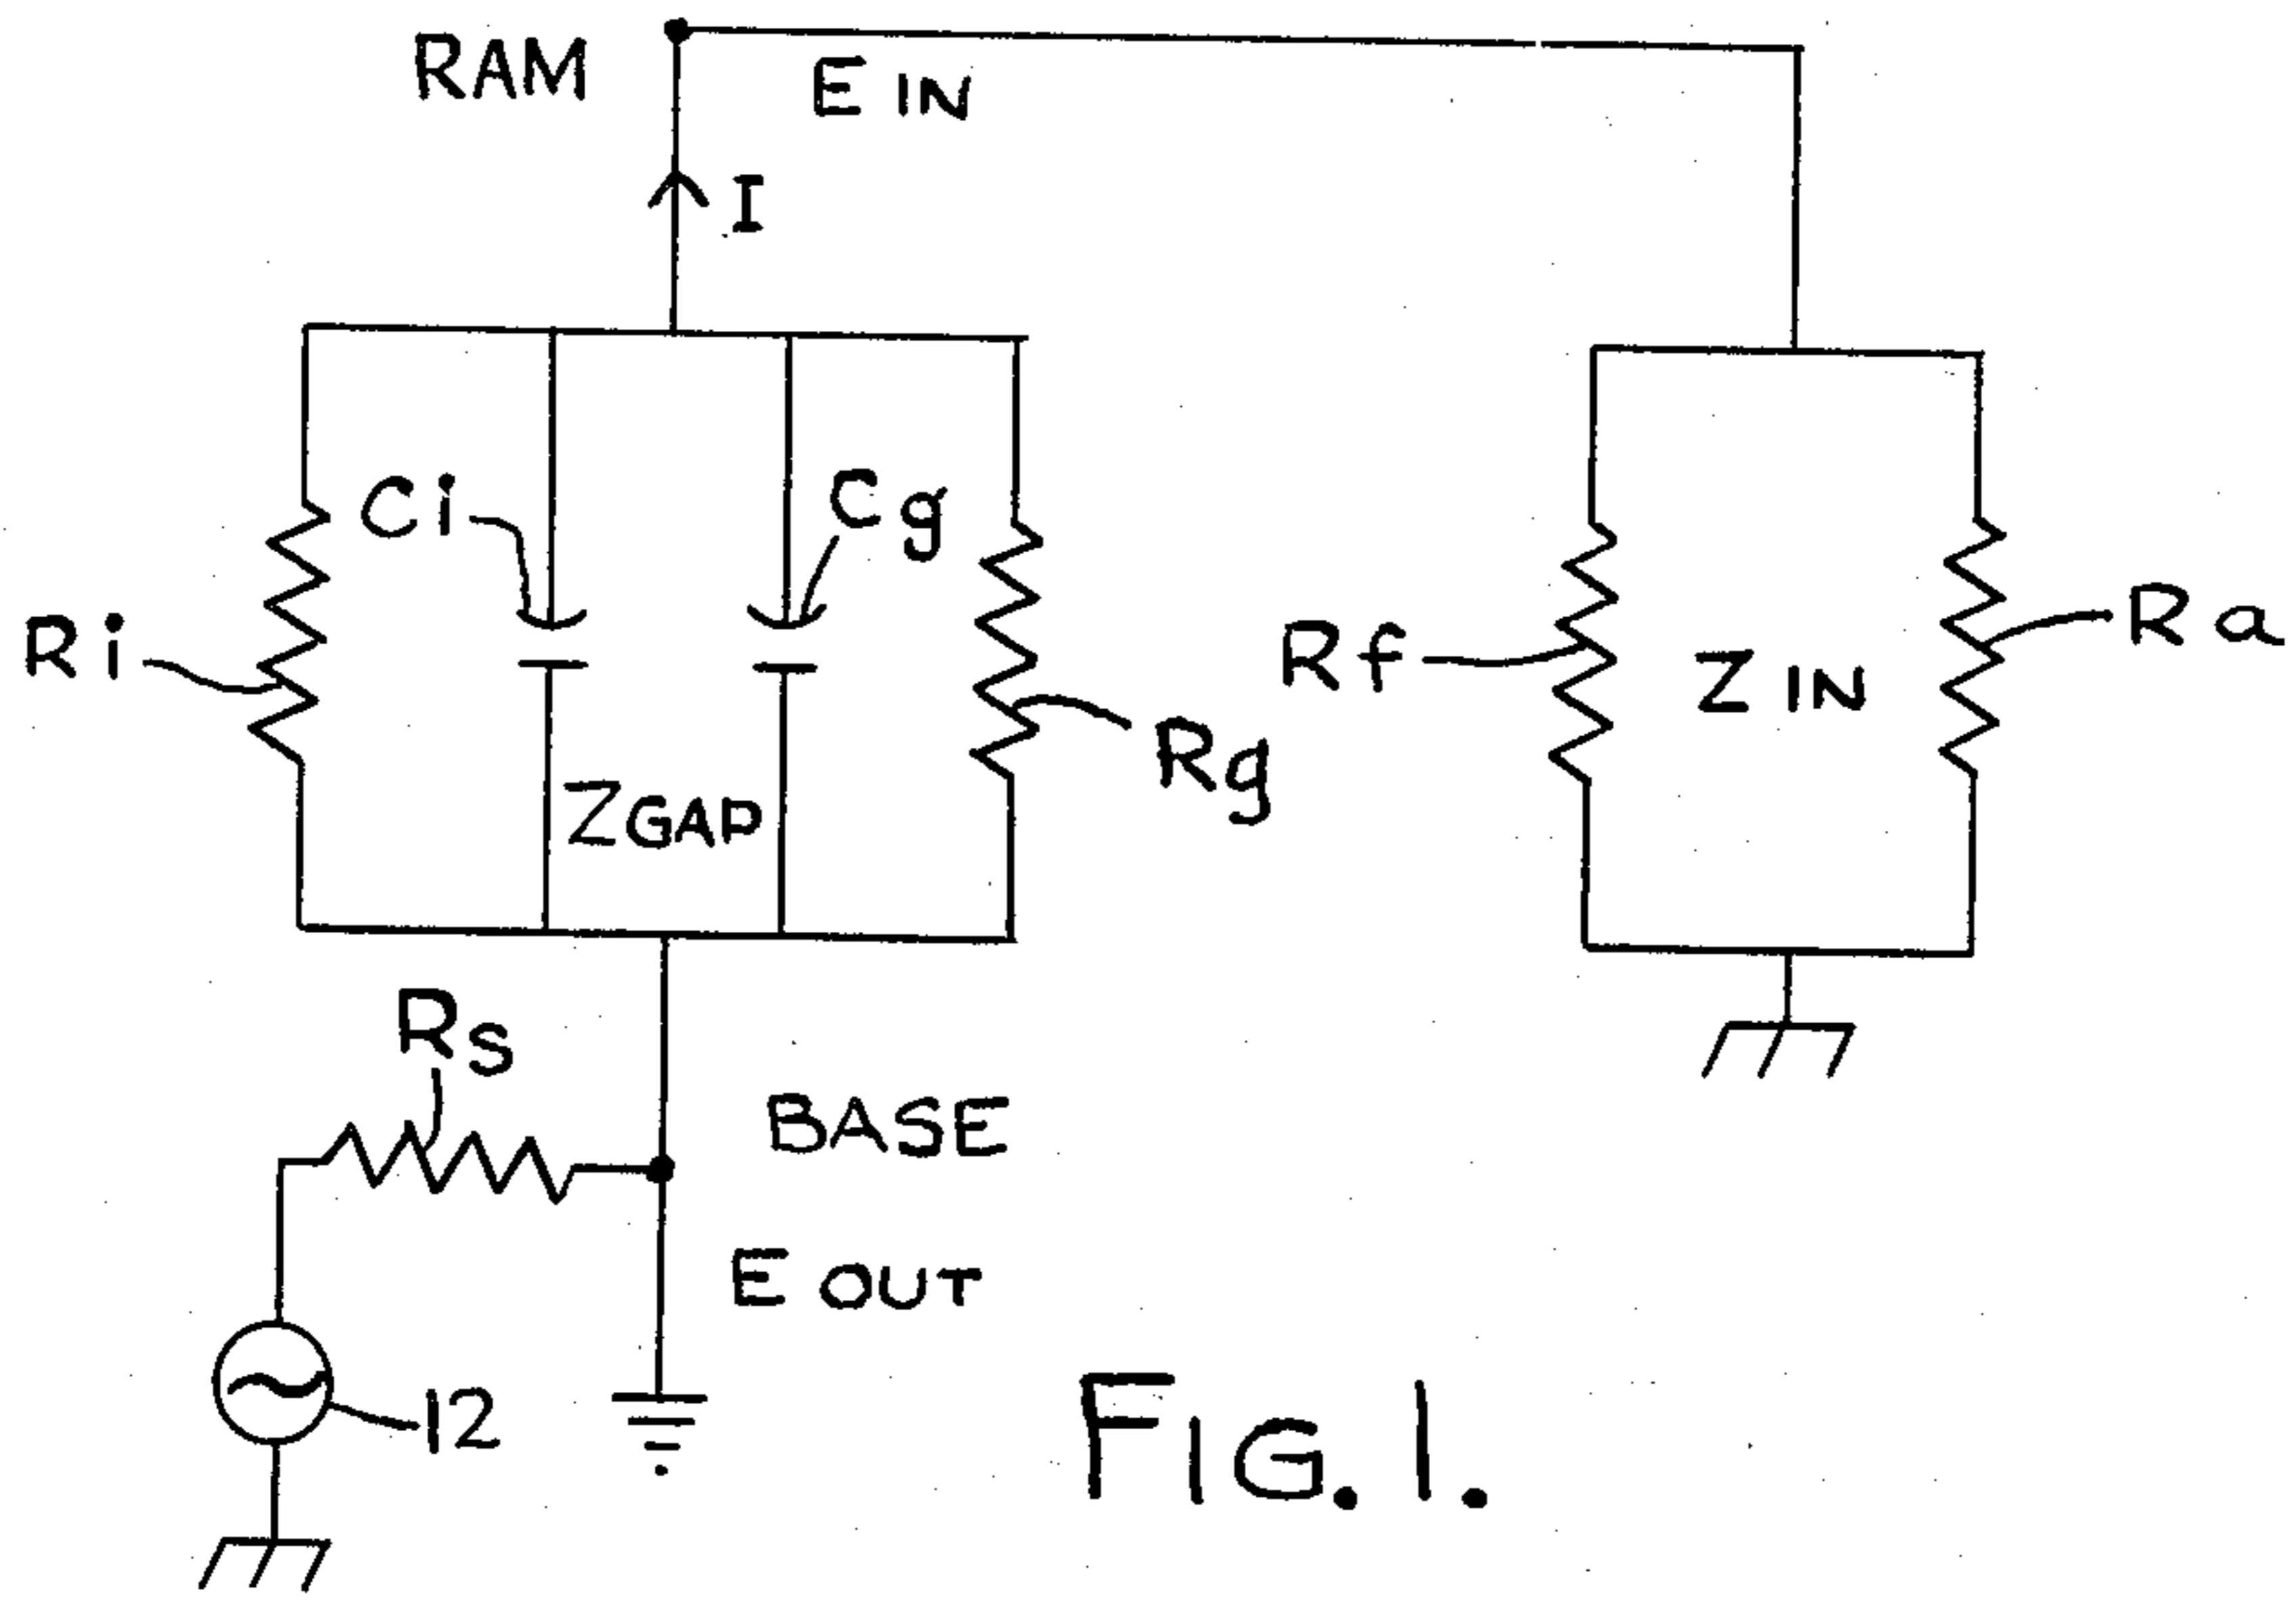 RAM
E IN
I
Ci
Cg
Ri
Rf
Z IN
Ra
Rg
ZGAP
Rs
BASE
E OUT
12
FIG. 1.